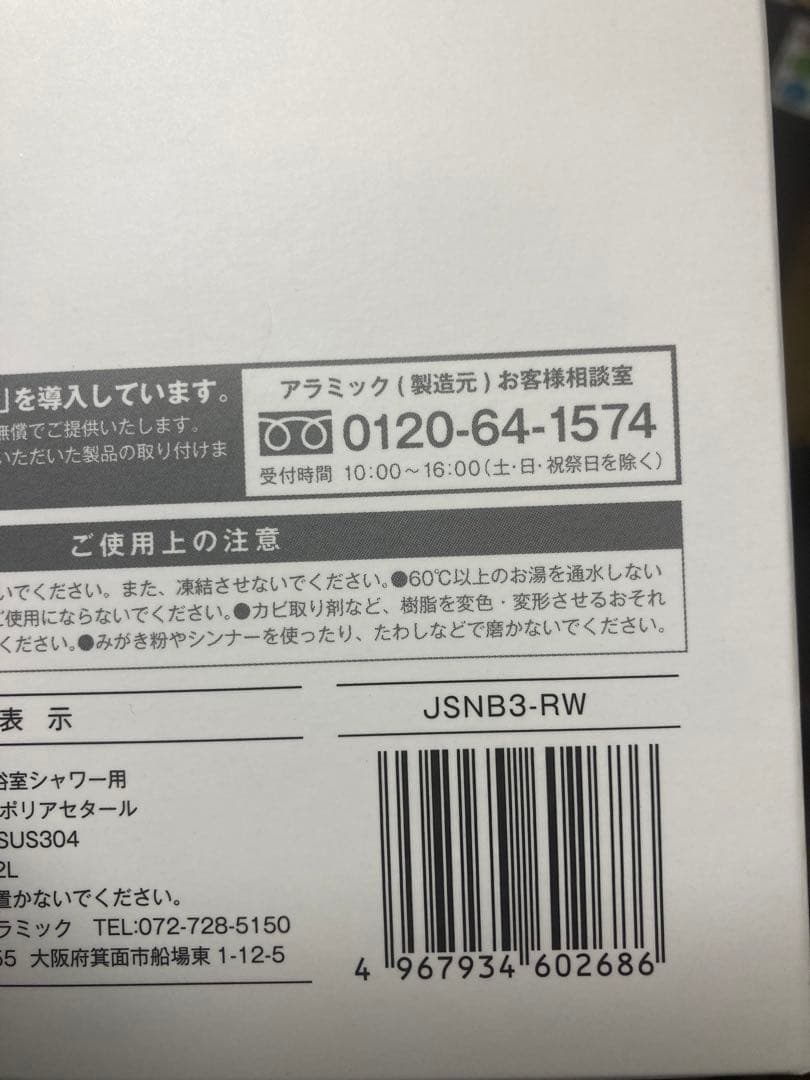 」を導入しています。
無償でご提供いたします。
いただいた製品の取り付けま
アラミック(製造元)お客様相談室
0120-64-1574
受付時間 10:00～16:00(土・日・祝祭日を除く)
ご使用上の注意
いでください。また、凍結させないでください。●60℃以上のお湯を通水しない
ご使用にならないでください。●カビ取り剤など、樹脂を変色・変形させるおそれ
ください。●みがき粉やシンナーを使ったり、たわしなどで磨かないでください。
表 示
浴室シャワー用
ポリアセタール
SUS304
2L
置かないでください。
ラミック TEL:072-728-5150
55 大阪府箕面市船場東1-12-5
JSNB3-RW
4 967934 602686